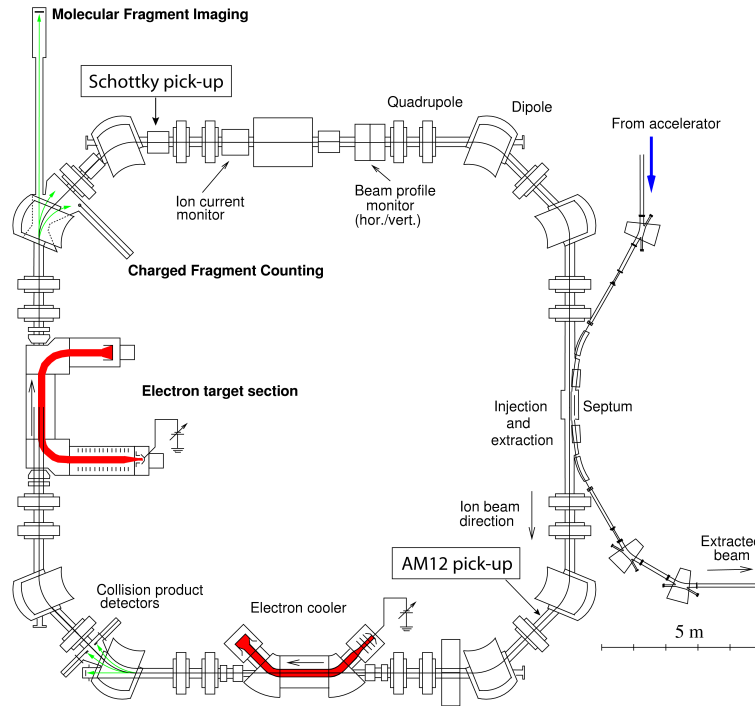 Molecular Fragment Imaging
Schottky pick-up
Quadrupole
Dipole
From accelerator
Ion current
monitor
Beam profile
monitor
(hor./vert.)
Charged Fragment Counting
Electron target section
Injection
and
extraction
Septum
Ion beam
direction
Extracted
beam
AM12 pick-up
Collision product
detectors
Electron cooler
5 m